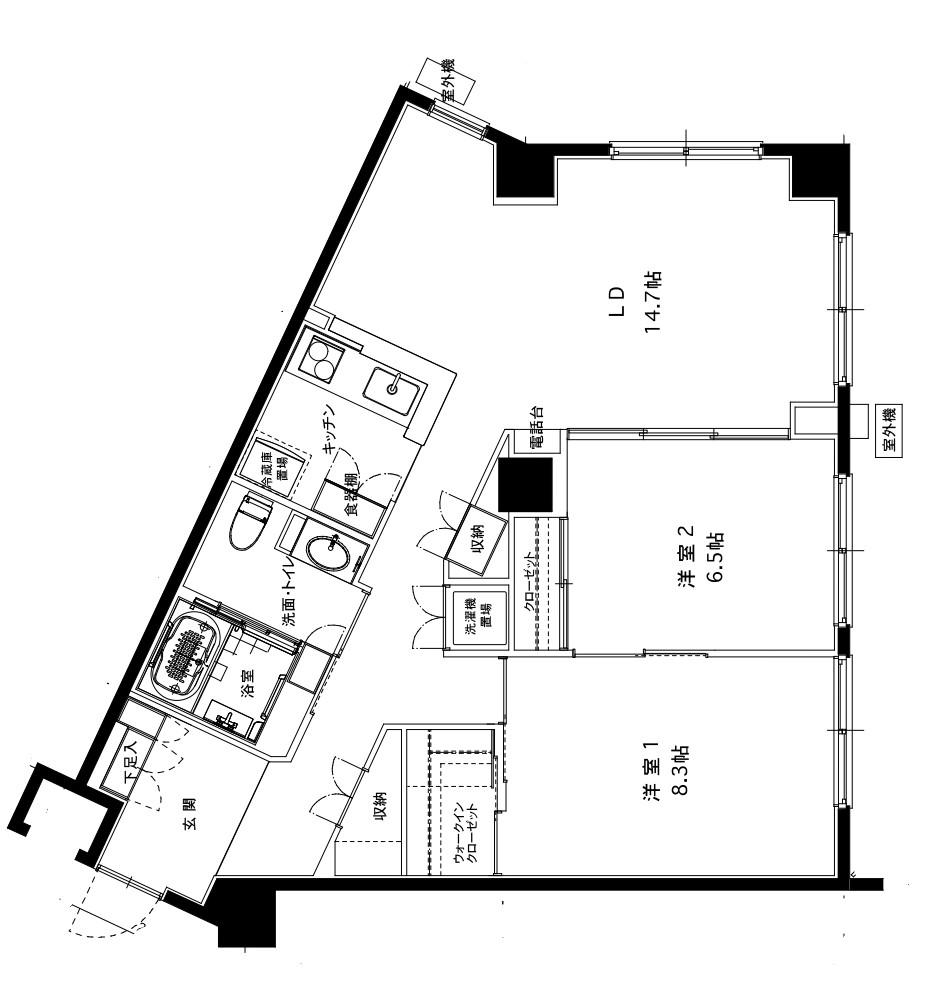 室外機
LD
14.7帖
室外機
キッチン
冷蔵庫
置場
食器棚
電話台
収納
洋室2
6.5帖
クローゼット
洗濯機
置場
洗面・トイレ
浴室
下足入
玄関
収納
ウォークイン
クローゼット
洋室1
8.3帖